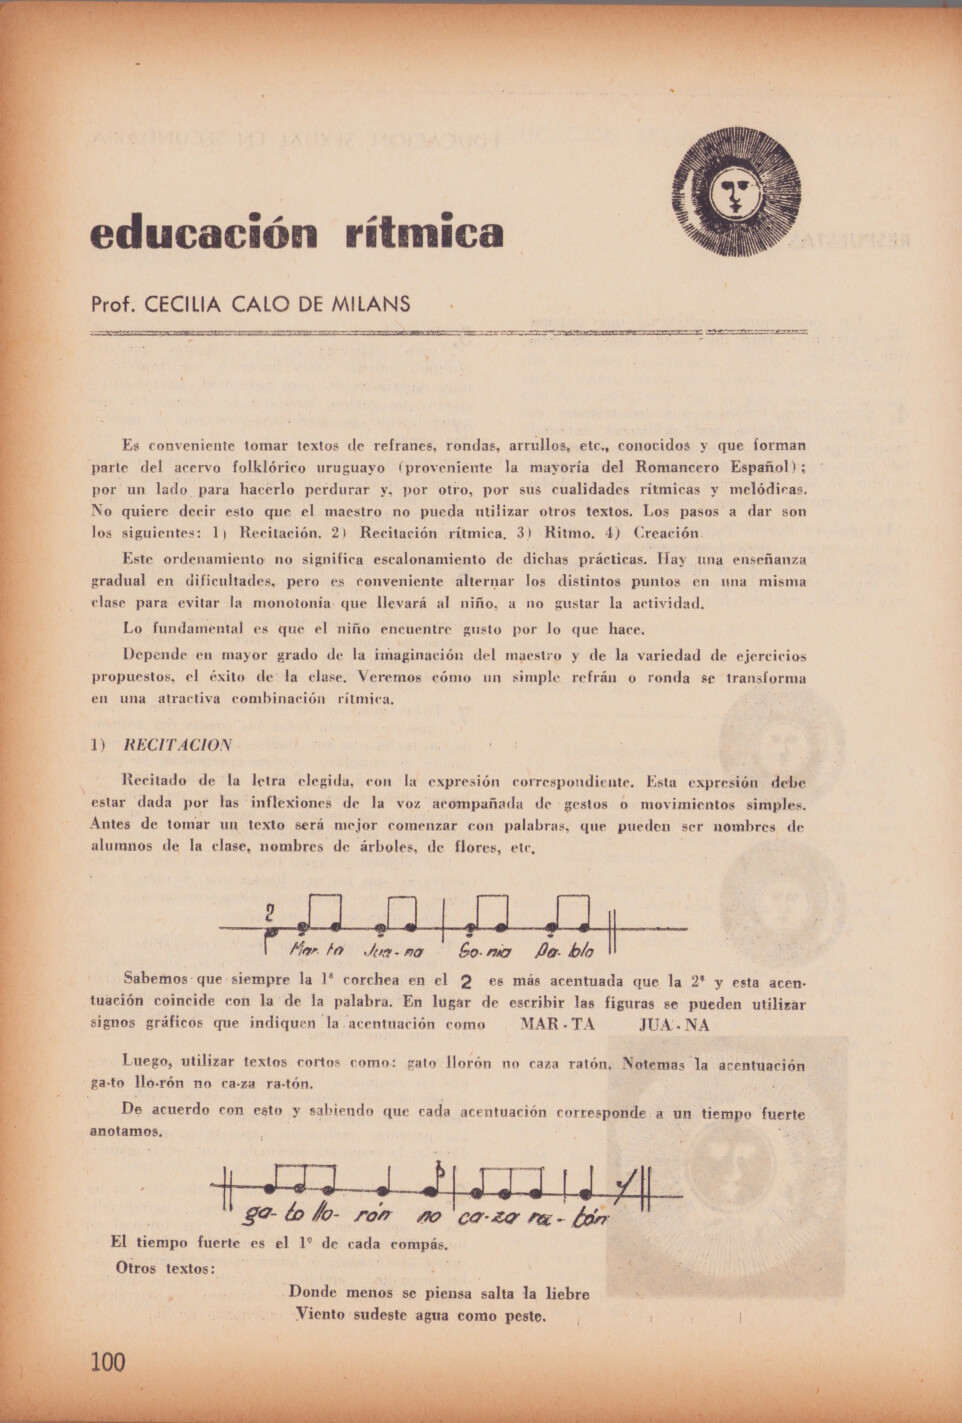 educación rítmica
Prof. CECILIA CALO DE MILANS
Es conveniente tomar textos de refranes, rondas, arrullos, etc., conocidos y que forman
parte del acervo folklórico uruguayo (proveniente la mayoría del Romancero Español);
por un lado para hacerlo perdurar y, por otro, por sus cualidades rítmicas y melódicas.
No quiere decir esto que el maestro no pueda utilizar otros textos. Los pasos a dar son
los siguientes: 1) Recitación. 2) Recitación rítmica. 3) Ritmo. 4) Creación
Este ordenamiento no significa escalonamiento de dichas prácticas. Hay una enseñanza
gradual en dificultades, pero es conveniente alternar los distintos puntos en una misma
clase para evitar la monotonía que llevará al niño, a no gustar la actividad.
Lo fundamental es que el niño encuentre gusto por lo que hace.
Depende en mayor grado de la imaginación del maestro y de la variedad de ejercicios
propuestos, el éxito de la clase. Veremos cómo un simple refrán o ronda se transforma
en una atractiva combinación rítmica.
1) RECITACION
Recitado de la letra elegida, con la expresión correspondiente. Esta expresión debe
estar dada por las inflexiones de la voz acompañada de gestos o movimientos simples.
Antes de tomar un texto será mejor comenzar con palabras, que pueden ser nombres de
alumnos de la clase, nombres de árboles, de flores, etc.
2
Mar-ta Jua-na So-nia Pa-blo
Sabemos que siempre la 1ª corchea en el 2 es más acentuada que la 2ª y esta acen-
tuación coincide con la de la palabra. En lugar de escribir las figuras se pueden utilizar
signos gráficos que indiquen la acentuación como MAR-TA JUA-NA
Luego, utilizar textos cortos como: gato llorón no caza ratón. Notemas la acentuación
ga-to llo-rón no ca-za ra-tón.
De acuerdo con esto y sabiendo que cada acentuación corresponde a un tiempo fuerte
anotamos.
ga-to llo-rón no ca-za ra-tón
El tiempo fuerte es el 1º de cada compás.
Otros textos:
Donde menos se piensa salta la liebre
Viento sudeste agua como peste.
100